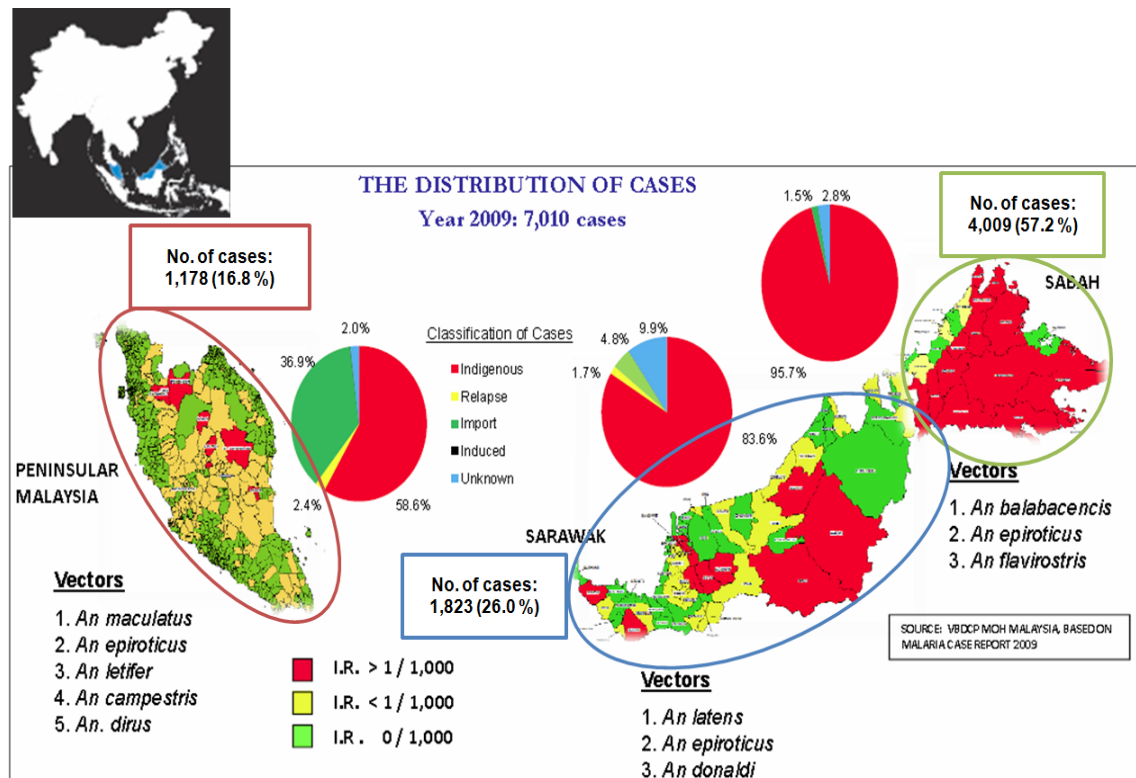 THE DISTRIBUTION OF CASES
Year 2009: 7,010 cases
No. of cases:
1,178 (16.8 %)
No. of cases:
4,009 (57.2 %)
SABAH
1.5%
2.8%
95.7%
2.0%
36.9%
2.4%
58.6%
Classification of Cases
Indigenous
Relapse
Import
Induced
Unknown
9.9%
4.8%
1.7%
83.6%
PENINSULAR
MALAYSIA
SARAWAK
No. of cases:
1,823 (26.0 %)
Vectors
1. An maculatus
2. An epiroticus
3. An letifer
4. An campestris
5. An. dirus
I.R. > 1 / 1,000
I.R. < 1 / 1,000
I.R. 0 / 1,000
Vectors
1. An latens
2. An epiroticus
3. An donaldi
Vectors
1. An balabacencis
2. An epiroticus
3. An flavirostris
SOURCE: VBDCP MOH MALAYSIA, BASED ON
MALARIA CASE REPORT 2009